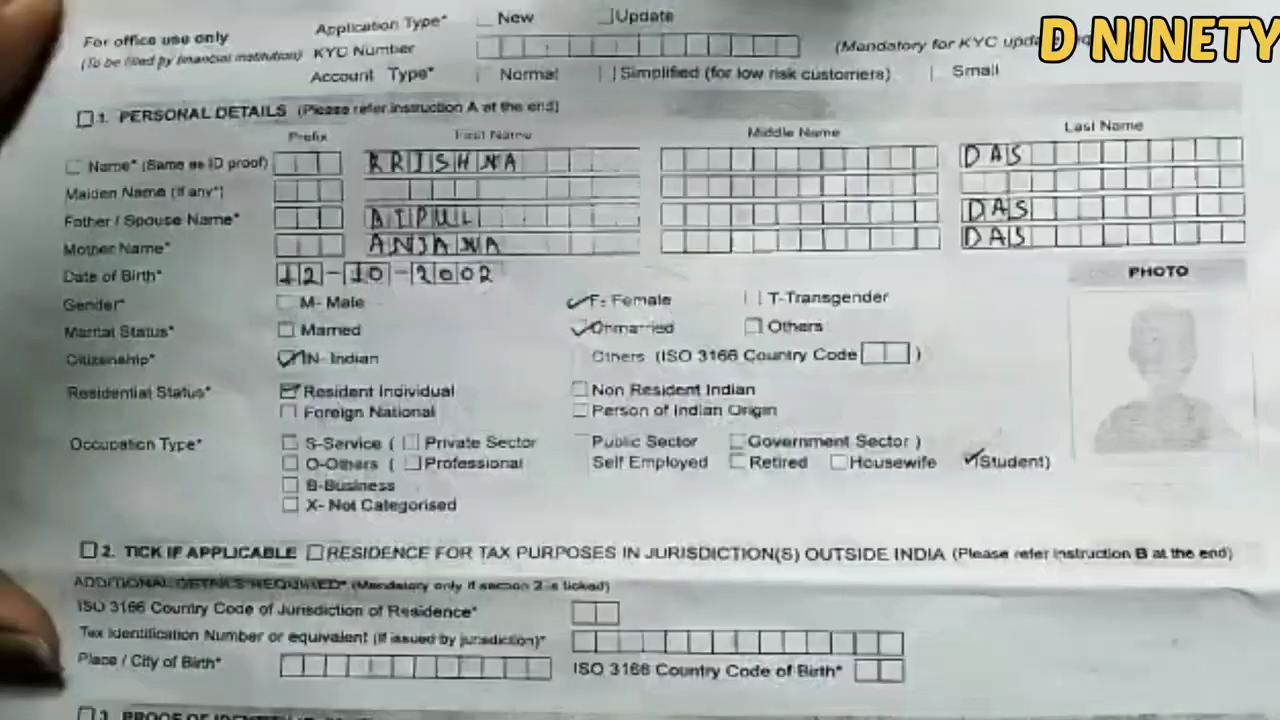 D NINETY
Application Type* New Update
For office use only
(To be filled by financial institution) KYC Number (Mandatory for KYC
Account Type* Normal Simplified (for low risk customers) Small
1. PERSONAL DETAILS (Please refer instruction A at the end)
Prefix First Name Middle Name Last Name
Name* (Same as ID proof) KRISHNA DAS
Maiden Name (If any*)
Father / Spouse Name* DIPUL DAS
Mother Name* ANJANA DAS
Date of Birth* 12-10-2002
PHOTO
Gender* M- Male F- Female T-Transgender
Marital Status* Married Unmarried Others
Citizenship* IN- Indian Others (ISO 3166 Country Code )
Residential Status* Resident Individual Non Resident Indian
Foreign National Person of Indian Origin
Occupation Type* S-Service ( Private Sector Public Sector Government Sector )
O-Others ( Professional Self Employed Retired Housewife Student)
B-Business
X- Not Categorised
2. TICK IF APPLICABLE RESIDENCE FOR TAX PURPOSES IN JURISDICTION(S) OUTSIDE INDIA (Please refer instruction B at the end)
ADDITIONAL DETAILS REQUIRED* (Mandatory only if section 2 is ticked)
ISO 3166 Country Code of Jurisdiction of Residence*
Tax Identification Number or equivalent (If issued by jurisdiction)*
Place / City of Birth* ISO 3166 Country Code of Birth*